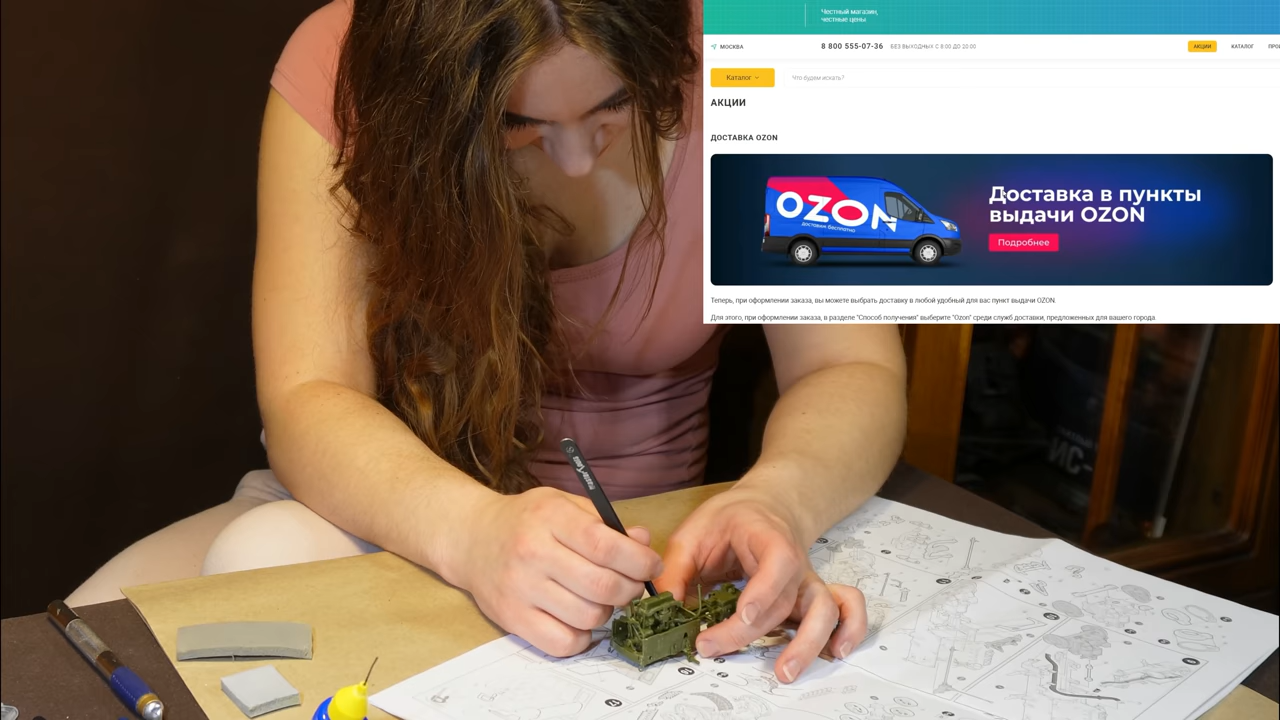 Честный магазин,
честные цены
МОСКВА
8 800 555-07-36
БЕЗ ВЫХОДНЫХ С 8:00 ДО 20:00
АКЦИИ
КАТАЛОГ
Каталог
Что будем искать?
АКЦИИ
ДОСТАВКА OZON
OZON
доставим бесплатно
Доставка в пункты
выдачи OZON
Подробнее
Теперь, при оформлении заказа, вы можете выбрать доставку в любой удобный для вас пункт выдачи OZON.
Для этого, при оформлении заказа, в разделе "Способ получения" выберите "Ozon" среди служб доставки, предложенных для вашего города.
ИС-